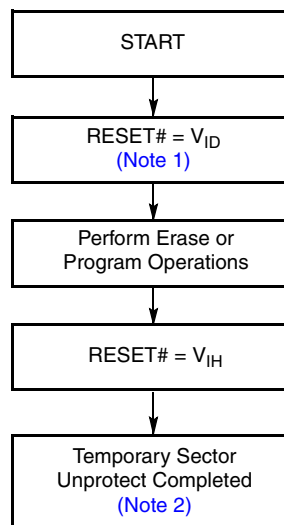 START
RESET# = VID
(Note 1)
Perform Erase or
Program Operations
RESET# = VIH
Temporary Sector
Unprotect Completed
(Note 2)